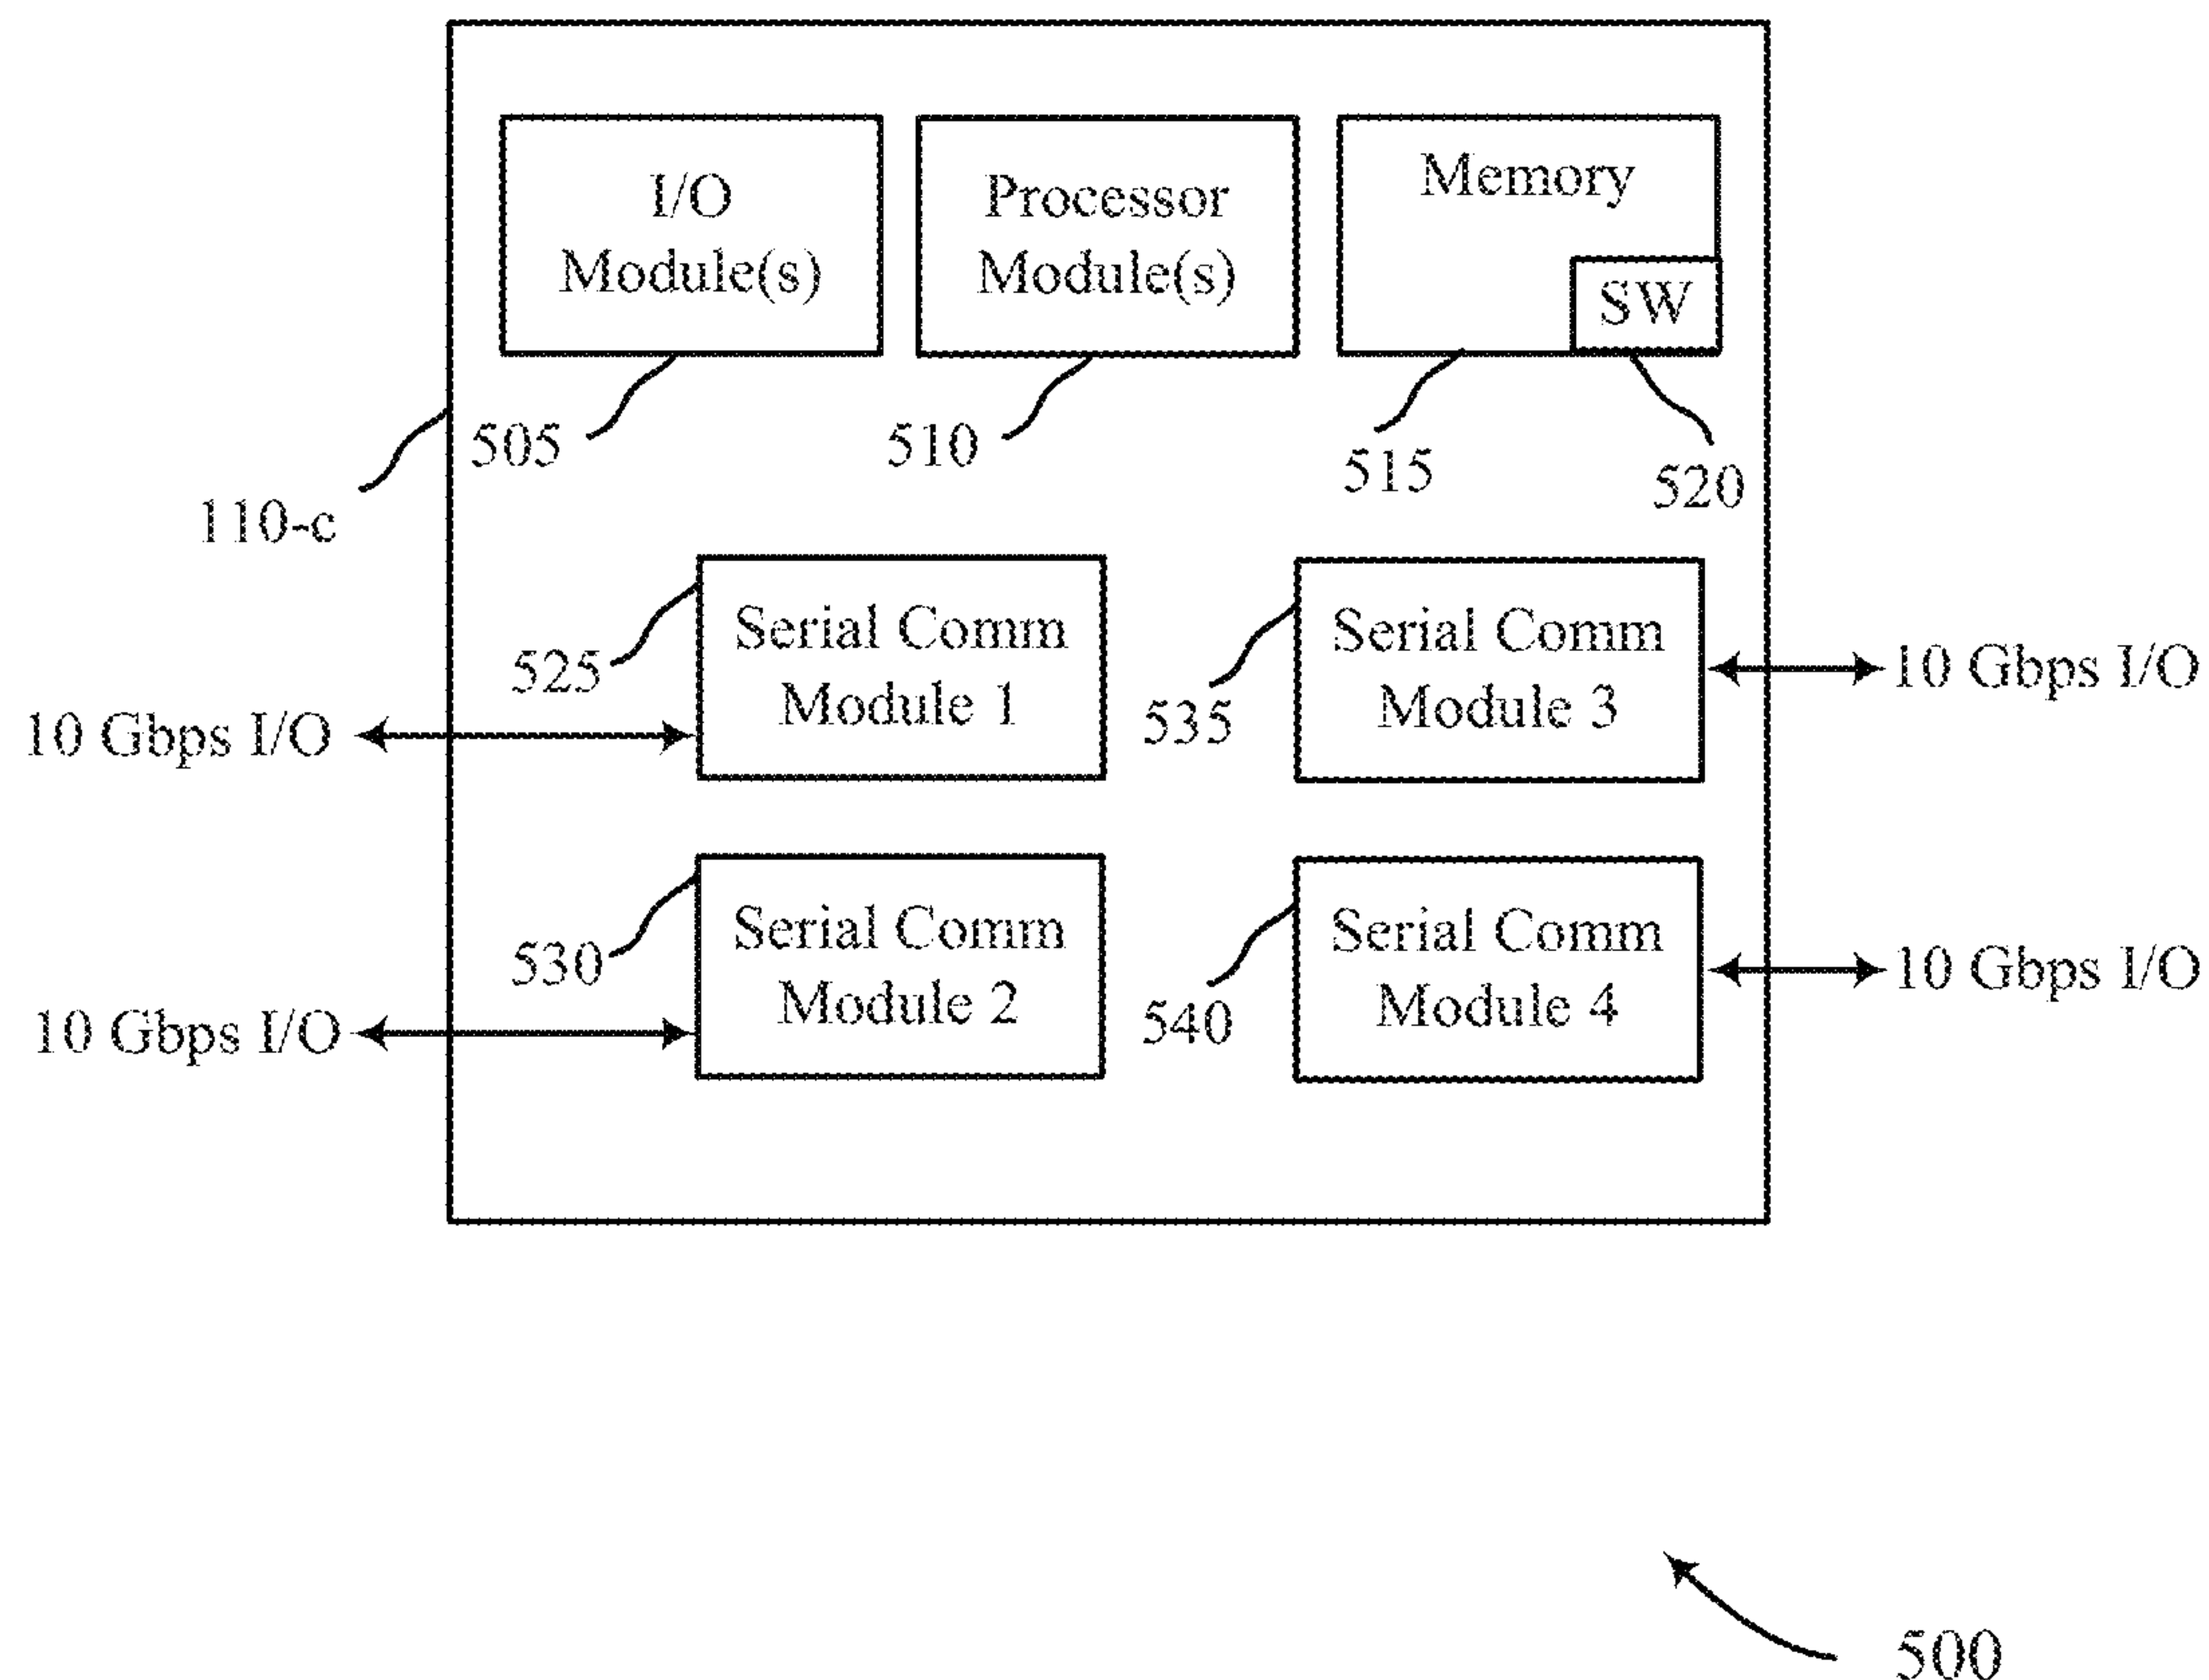 I/O
Module(s)
Processor
Module(s)
Memory
SW
505
510
515
520
110-c
Serial Comm
Module 1
525
10 Gbps I/O
Serial Comm
Module 3
535
10 Gbps I/O
Serial Comm
Module 2
530
10 Gbps I/O
Serial Comm
Module 4
540
10 Gbps I/O
500